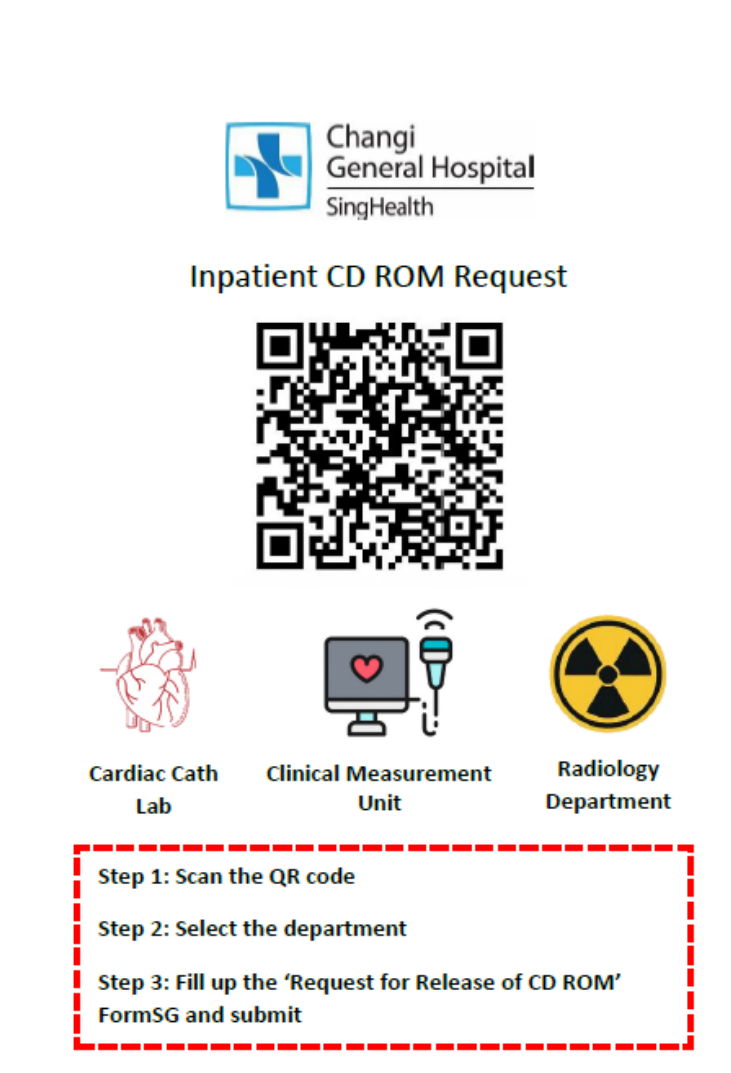 Changi
General Hospital
SingHealth
Inpatient CD ROM Request
Cardiac Cath
Lab
Clinical Measurement
Unit
Radiology
Department
Step 1: Scan the QR code
Step 2: Select the department
Step 3: Fill up the ‘Request for Release of CD ROM’
FormSG and submit